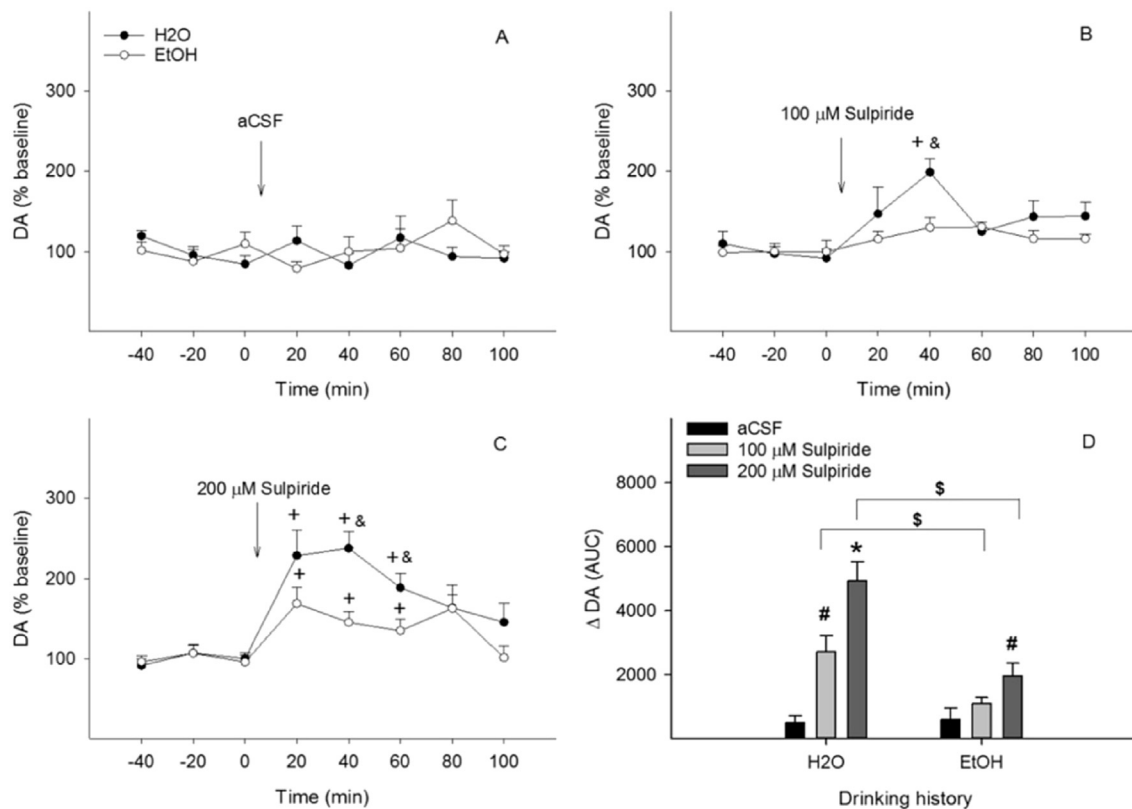 H2O
EtOH
A
300
200
100
DA (% baseline)
aCSF
-40 -20 0 20 40 60 80 100
Time (min)
B
300
200
100
DA (% baseline)
100 μM Sulpiride
+ &
-40 -20 0 20 40 60 80 100
Time (min)
C
300
200
100
DA (% baseline)
200 μM Sulpiride
+
+ &
+ &
+
+
+
-40 -20 0 20 40 60 80 100
Time (min)
D
aCSF
100 μM Sulpiride
200 μM Sulpiride
8000
6000
4000
2000
Δ DA (AUC)
$
$
*
#
#
H2O EtOH
Drinking history